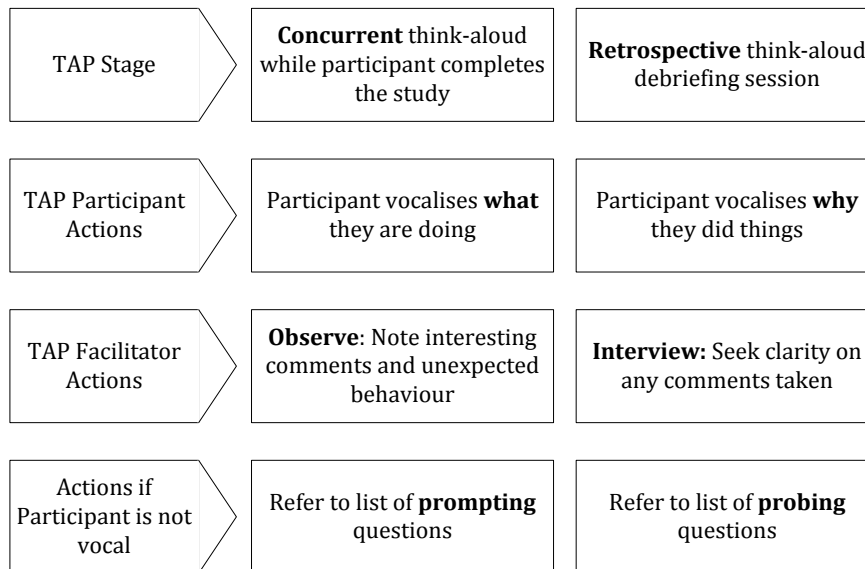 TAP Stage
Concurrent think-aloud
while participant completes
the study
Retrospective think-aloud
debriefing session
TAP Participant
Actions
Participant vocalises what
they are doing
Participant vocalises why
they did things
TAP Facilitator
Actions
Observe: Note interesting
comments and unexpected
behaviour
Interview: Seek clarity on
any comments taken
Actions if
Participant is not
vocal
Refer to list of prompting
questions
Refer to list of probing
questions